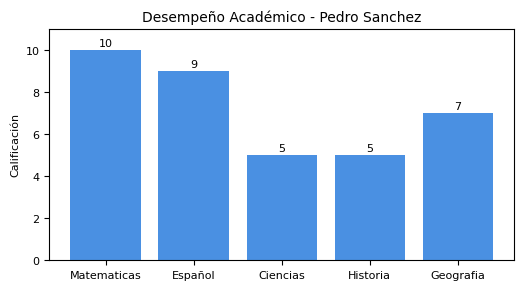 Desempeño Académico - Pedro Sanchez
Calificación
10
8
6
4
2
0
10
9
5
5
7
Matematicas
Español
Ciencias
Historia
Geografia